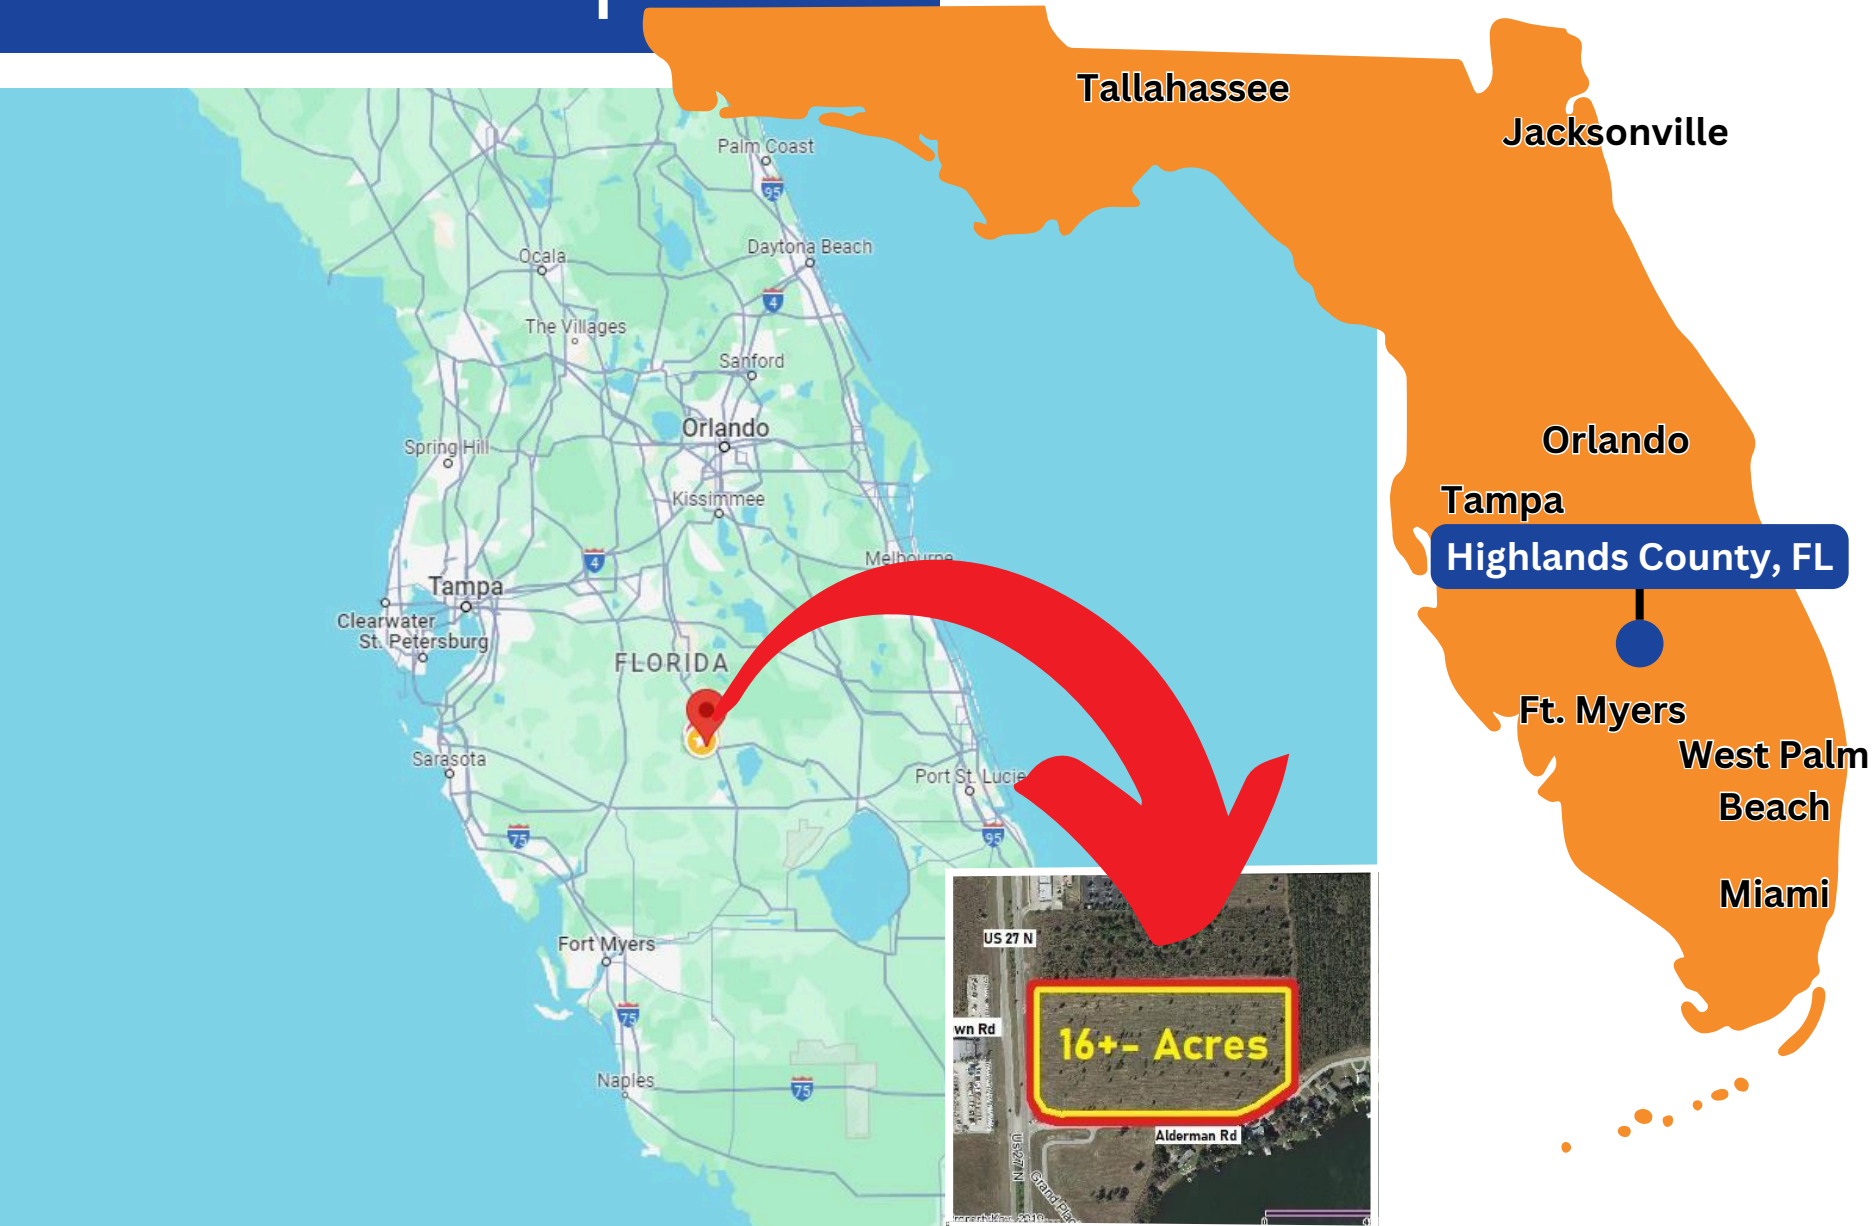 Tallahassee
Jacksonville
Orlando
Tampa
Highlands County, FL
Ft. Myers
West Palm
Beach
Miami
Palm Coast
95
Daytona Beach
Ocala
4
The Villages
Sanford
Orlando
Spring Hill
Kissimmee
Melbourne
4
Tampa
Clearwater
St. Petersburg
FLORIDA
Sarasota
Port St. Lucie
75
95
Fort Myers
75
Naples
75
US 27 N
wn Rd
16+- Acres
Alderman Rd
US 27 N